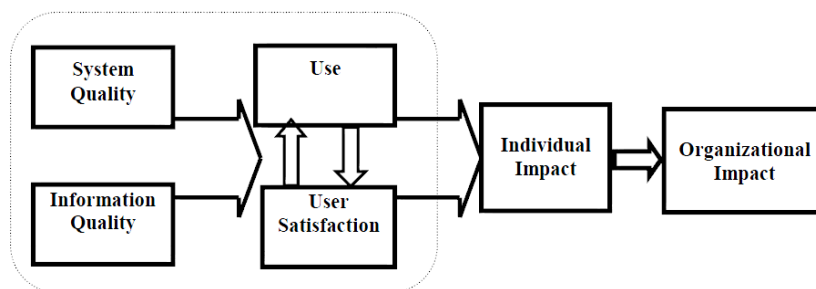 System
Quality
Use
Individual
Impact
Organizational
Impact
Information
Quality
User
Satisfaction